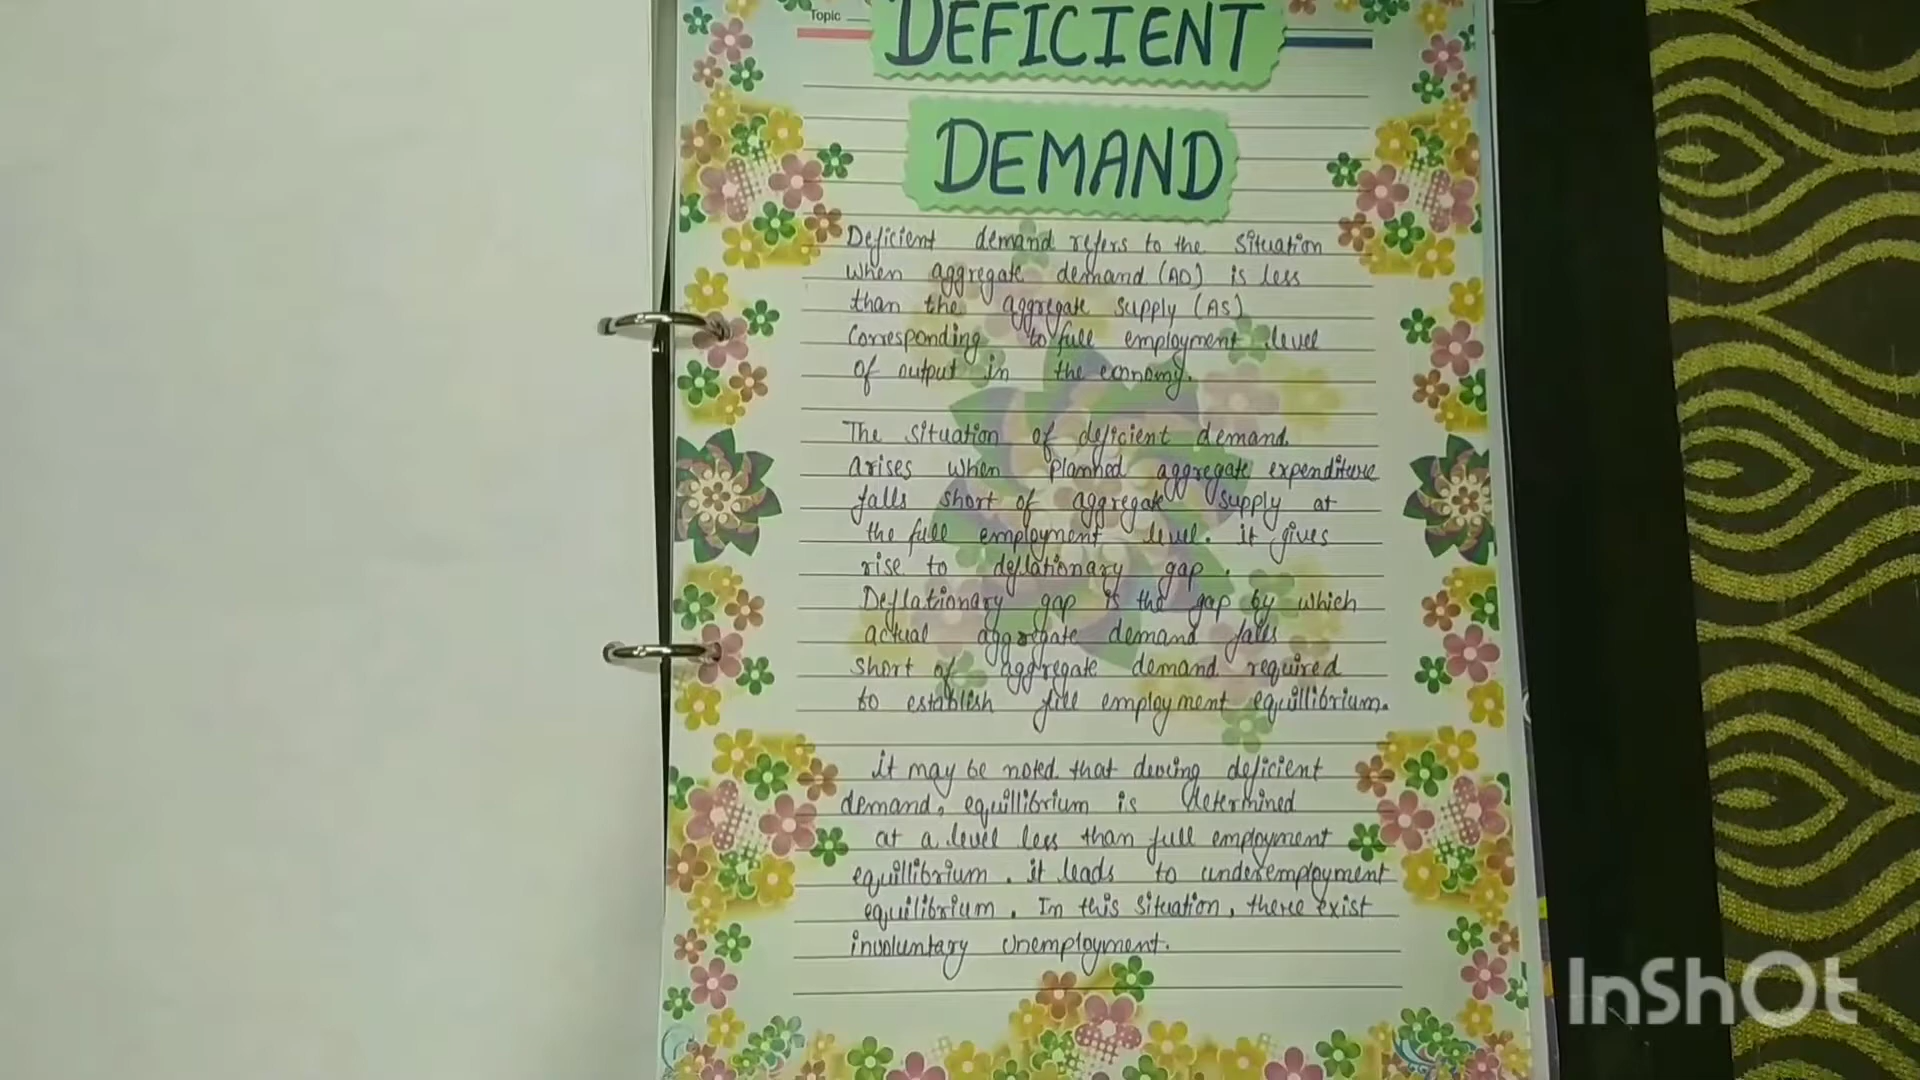 Topic
DEFICIENT
DEMAND
Deficient demand refers to the situation
when aggregate demand (AD) is less
than the aggregate supply (AS)
corresponding to full employment level
of output in the economy.
The situation of deficient demand.
arises when planned aggregate expenditure
falls short of aggregate supply at
the full employment level. it gives
rise to deflationary gap.
Deflationary gap is the gap by which
actual aggregate demand falls
short of aggregate demand required
to establish full employment equillibrium.
it may be noted that during deficient
demand, equillibrium is determined
at a level less than full employment
equillibrium. it leads to underemployment
equilibrium. In this situation, there exist
involuntary unemployment.
InShOt